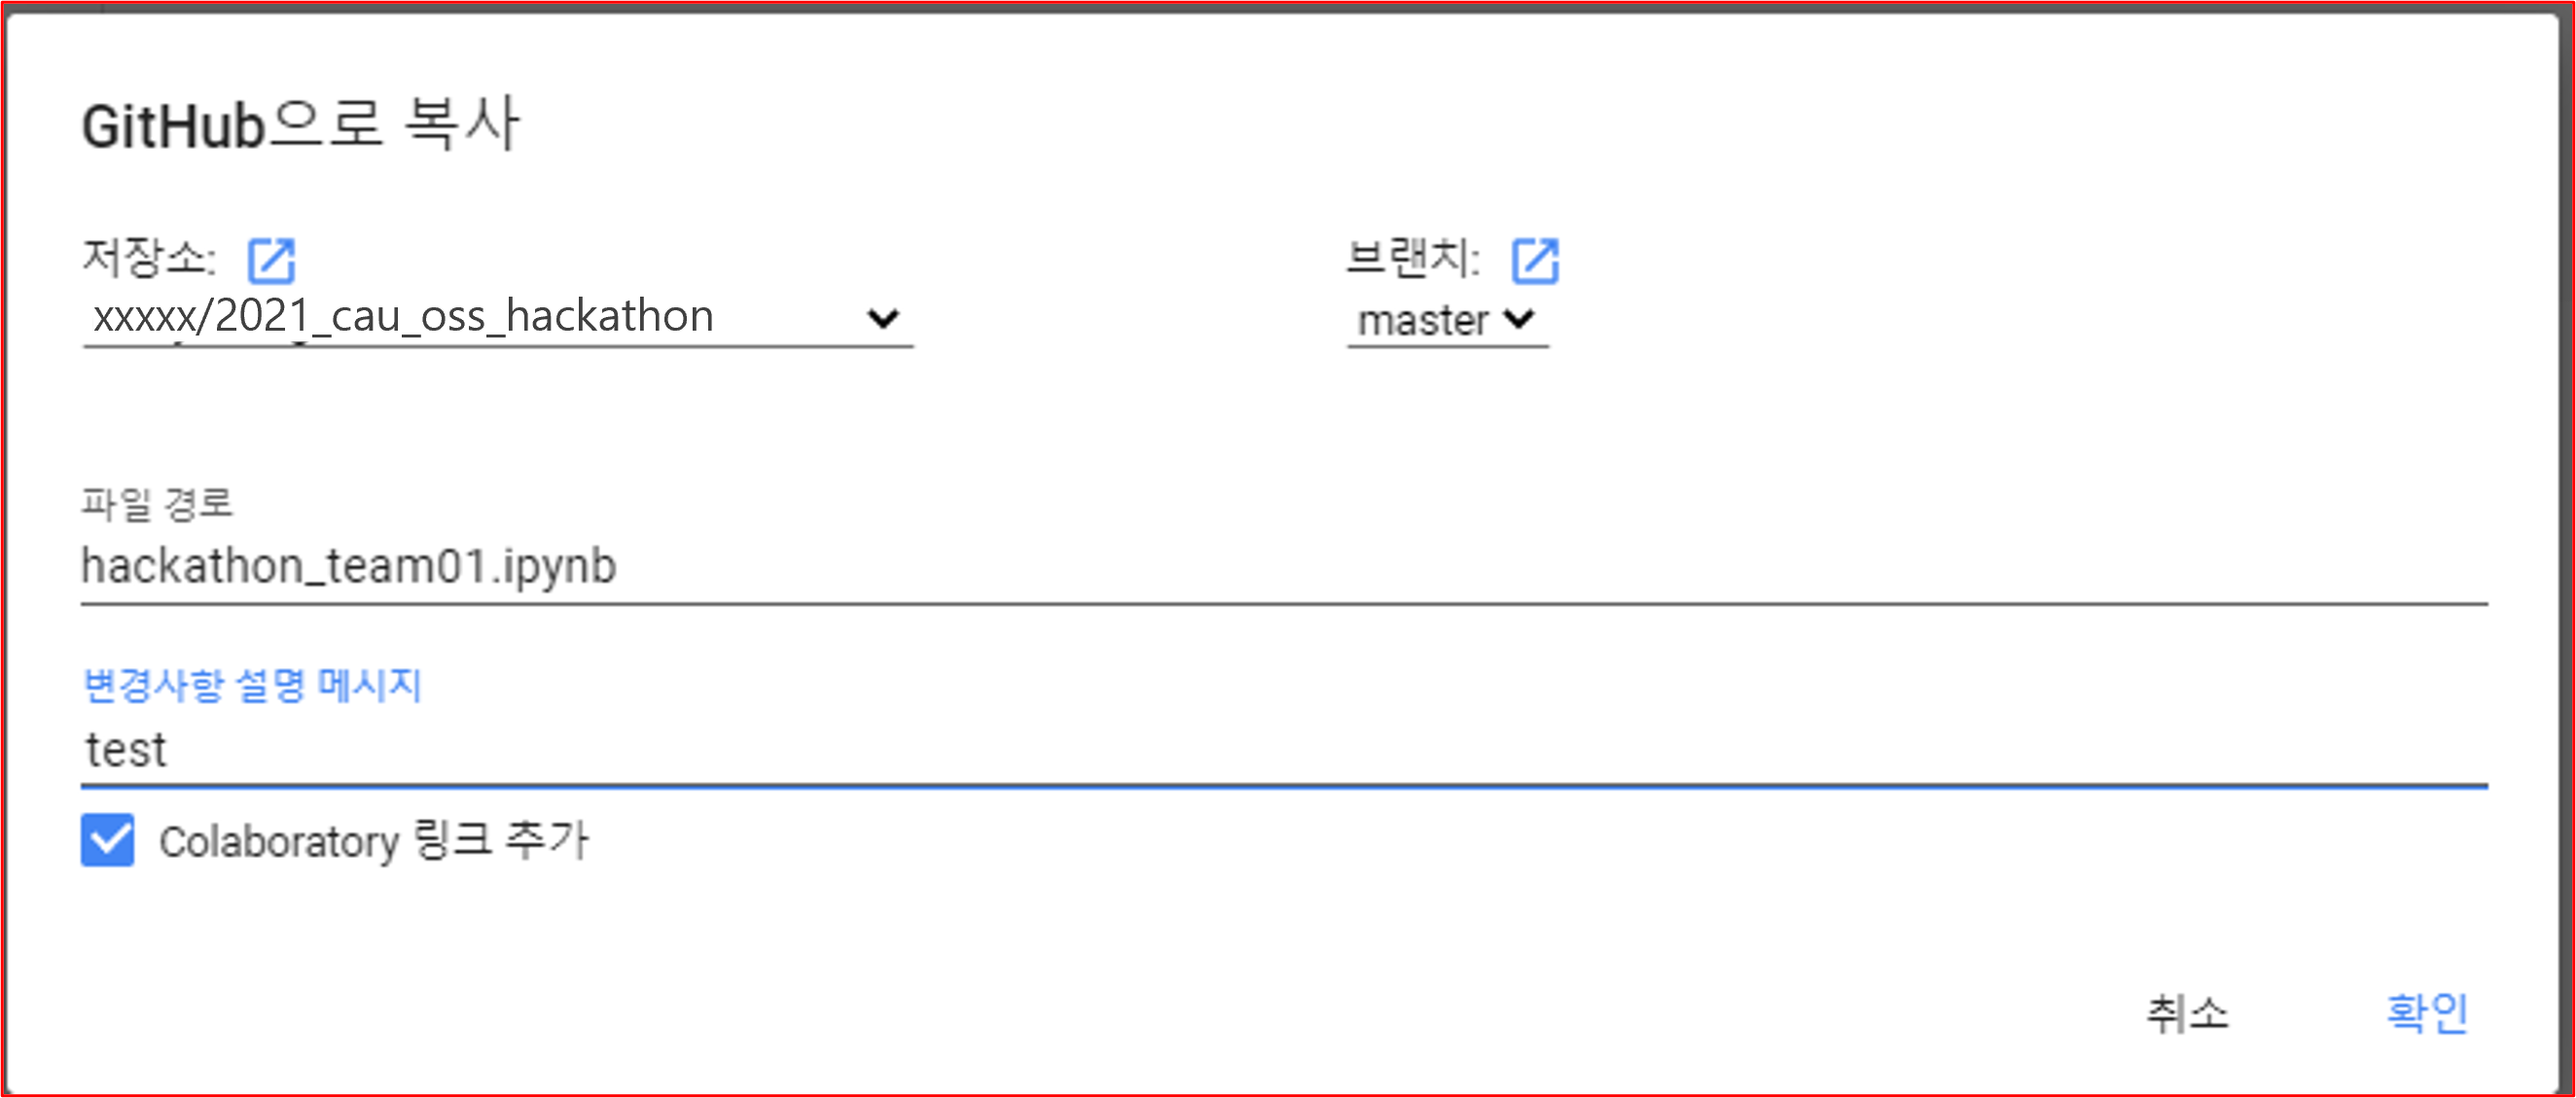 GitHub으로 복사
저장소:
브랜치:
xxxxx/2021_cau_oss_hackathon
master
파일 경로
hackathon_team01.ipynb
변경사항 설명 메시지
test
Colaboratory 링크 추가
취소
확인